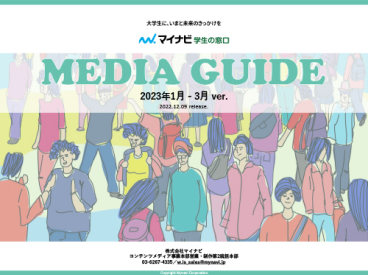 大学生に、いまと未来のきっかけを
マイナビ 学生の窓口
MEDIA GUIDE
2023年1月 - 3月 ver.
2022.12.09 release.
株式会社マイナビ
コンテンツメディア事業本部営業・制作第2統括本部
03-6267-4335